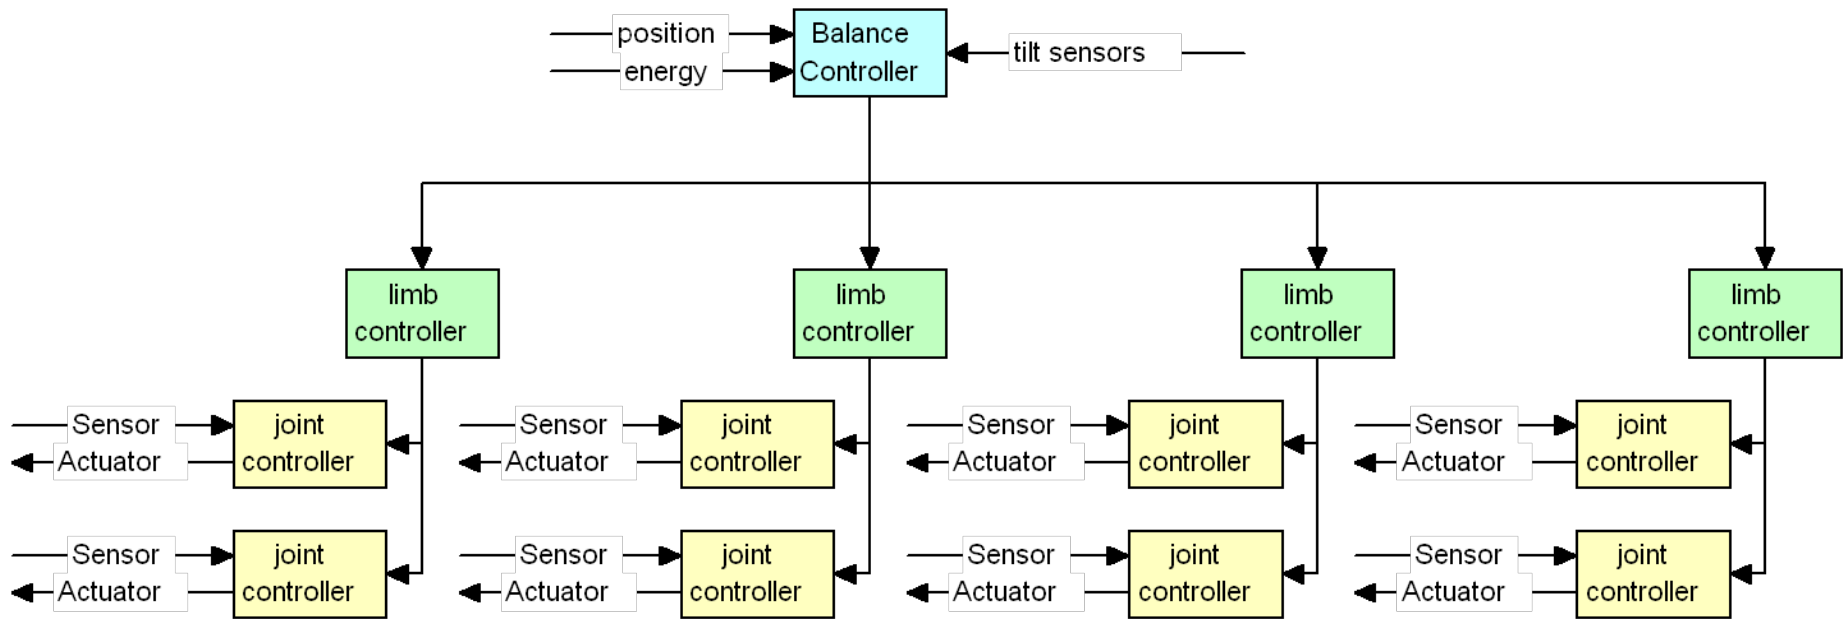 position
energy
Balance
Controller
tilt sensors
limb
controller
limb
controller
limb
controller
limb
controller
Sensor
Actuator
joint
controller
Sensor
Actuator
joint
controller
Sensor
Actuator
joint
controller
Sensor
Actuator
joint
controller
Sensor
Actuator
joint
controller
Sensor
Actuator
joint
controller
Sensor
Actuator
joint
controller
Sensor
Actuator
joint
controller